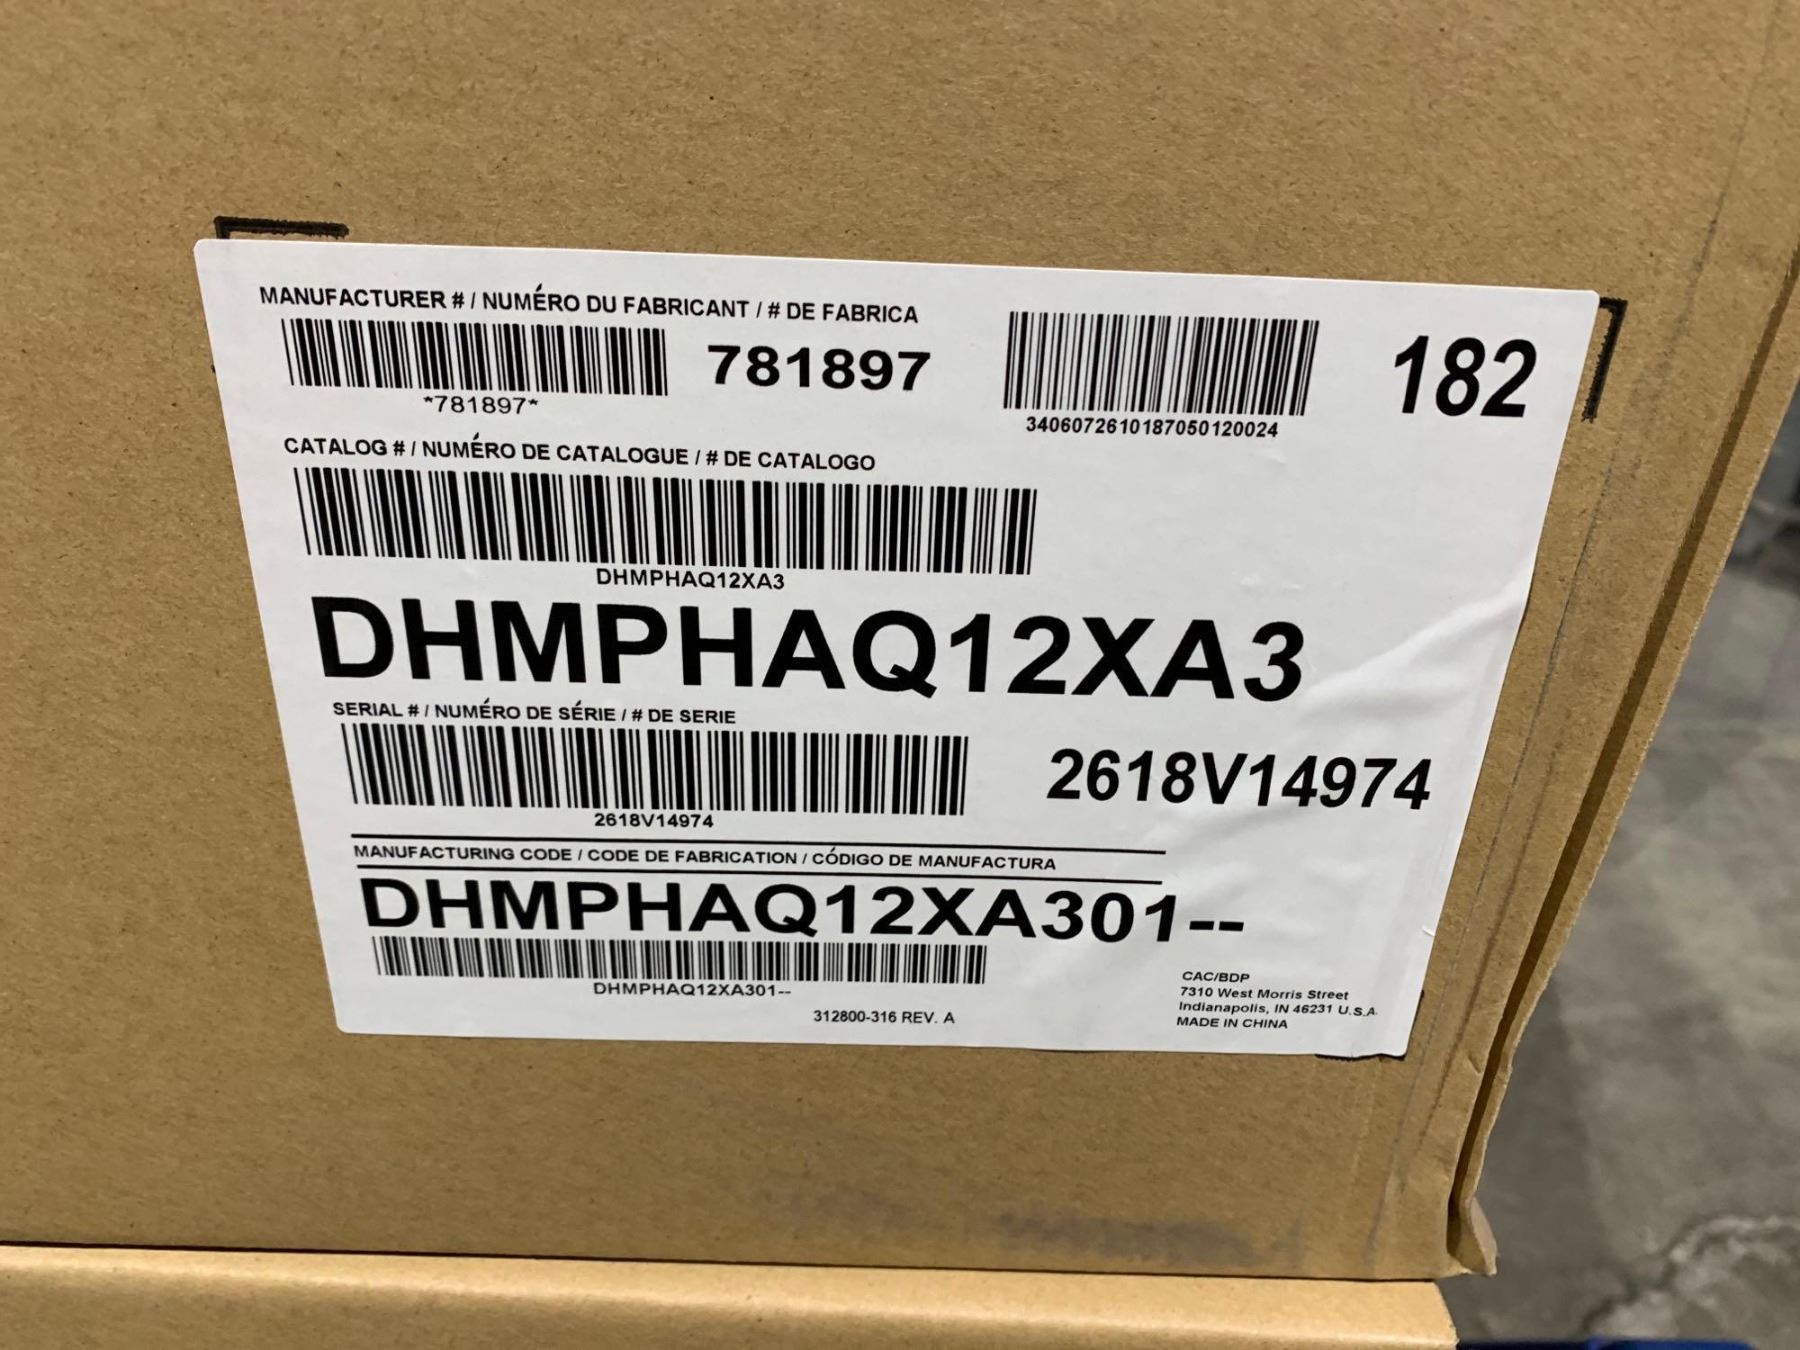 MANUFACTURER # / NUMÉRO DU FABRICANT / # DE FABRICA
*781897*
781897
3406072610187050120024
182
CATALOG # / NUMÉRO DE CATALOGUE / # DE CATALOGO
DHMPHAQ12XA3
DHMPHAQ12XA3
SERIAL # / NUMÉRO DE SÉRIE / # DE SERIE
2618V14974
2618V14974
MANUFACTURING CODE / CODE DE FABRICATION / CÓDIGO DE MANUFACTURA
DHMPHAQ12XA301--
DHMPHAQ12XA301--
312800-316 REV. A
CAC/BDP
7310 West Morris Street
Indianapolis, IN 46231 U.S.A.
MADE IN CHINA